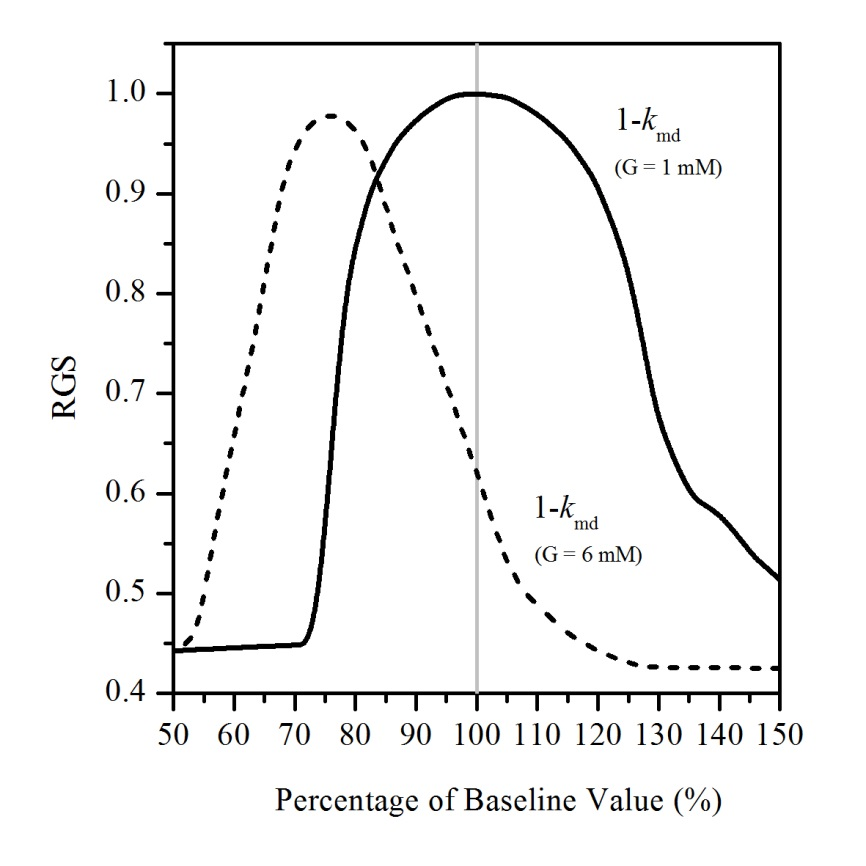 1.0
0.9
0.8
0.7
0.6
0.5
0.4
RGS
1-kmd
(G = 1 mM)
1-kmd
(G = 6 mM)
50 60 70 80 90 100 110 120 130 140 150
Percentage of Baseline Value (%)